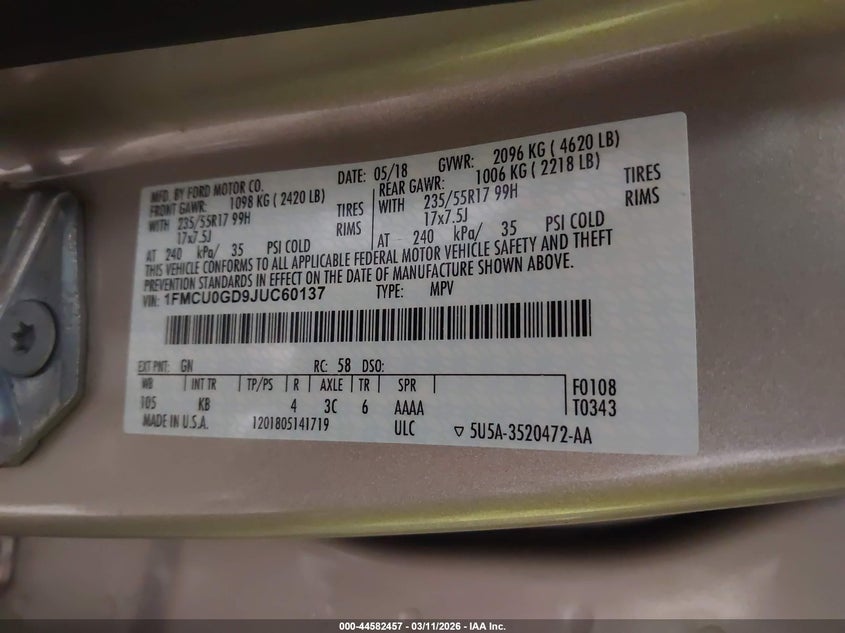 MFD. BY FORD MOTOR CO. DATE: 05/18 GVWR: 2096 KG ( 4620 LB)
FRONT GAWR: 1098 KG ( 2420 LB) REAR GAWR: 1006 KG ( 2218 LB)
WITH 235/55R17 99H TIRES WITH 235/55R17 99H TIRES
17x7.5J RIMS 17x7.5J RIMS
AT 240 kPa/ 35 PSI COLD AT 240 kPa/ 35 PSI COLD
THIS VEHICLE CONFORMS TO ALL APPLICABLE FEDERAL MOTOR VEHICLE SAFETY AND THEFT
PREVENTION STANDARDS IN EFFECT ON THE DATE OF MANUFACTURE SHOWN ABOVE.
VIN: 1FMCU0GD9JUC60137 TYPE: MPV
EXT PNT: GN RC: 58 DSO:
WB INT TR TP/PS R AXLE TR SPR F0108
105 KB 4 3C 6 AAAA T0343
MADE IN U.S.A. 1201805141719 ULC ▽ 5U5A-3520472-AA
000-44582457 - 03/11/2026 - IAA Inc.